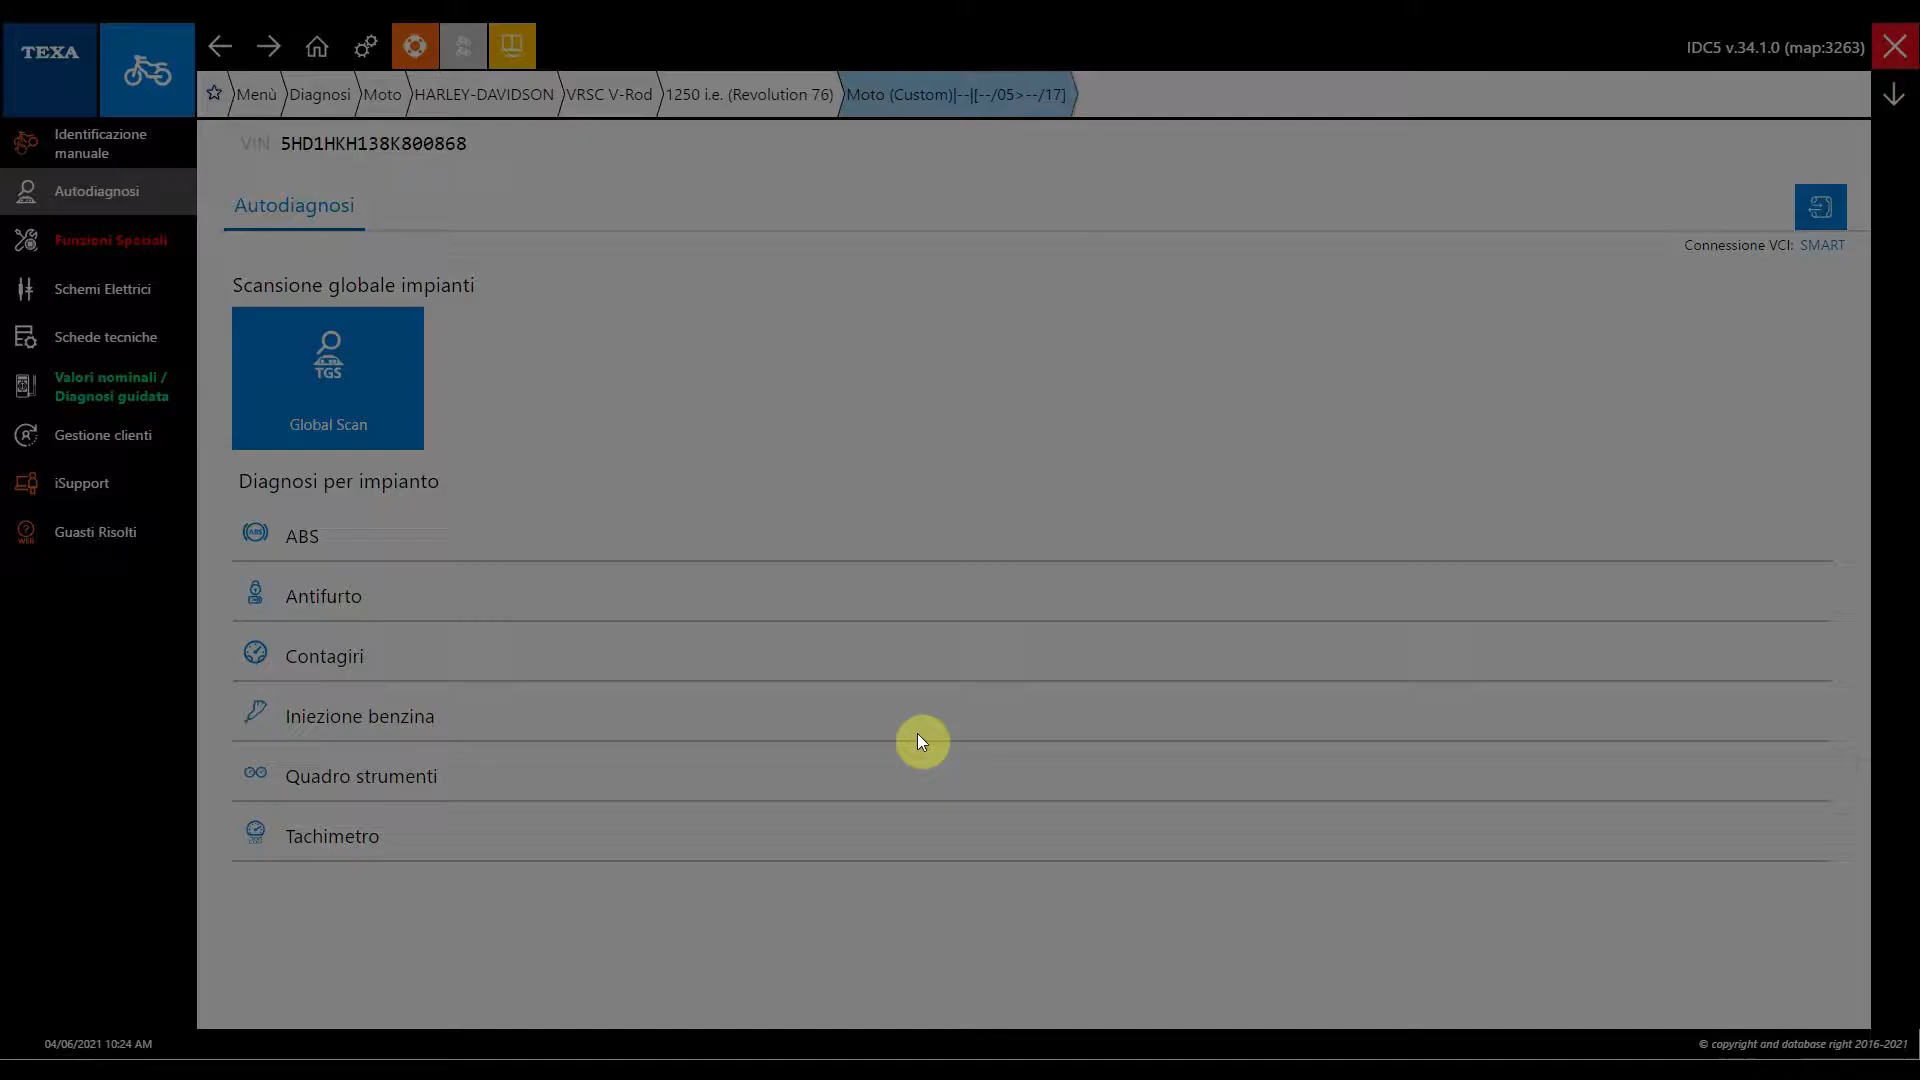 TEXA
IDC5 v.34.1.0 (map:3263)
Menù
Diagnosi
Moto
HARLEY-DAVIDSON
VRSC V-Rod
1250 i.e. (Revolution 76)
Moto (Custom)|--|[--/05>--/17]
Identificazione
manuale
Autodiagnosi
Funzioni Speciali
Schemi Elettrici
Schede tecniche
Valori nominali /
Diagnosi guidata
Gestione clienti
iSupport
WEB
Guasti Risolti
VIN 5HD1HKH138K800868
Autodiagnosi
Connessione VCI: SMART
Scansione globale impianti
TGS
Global Scan
Diagnosi per impianto
ABS
ABS
Antifurto
Contagiri
Iniezione benzina
Quadro strumenti
Tachimetro
04/06/2021 10:24 AM
© copyright and database right 2016-2021